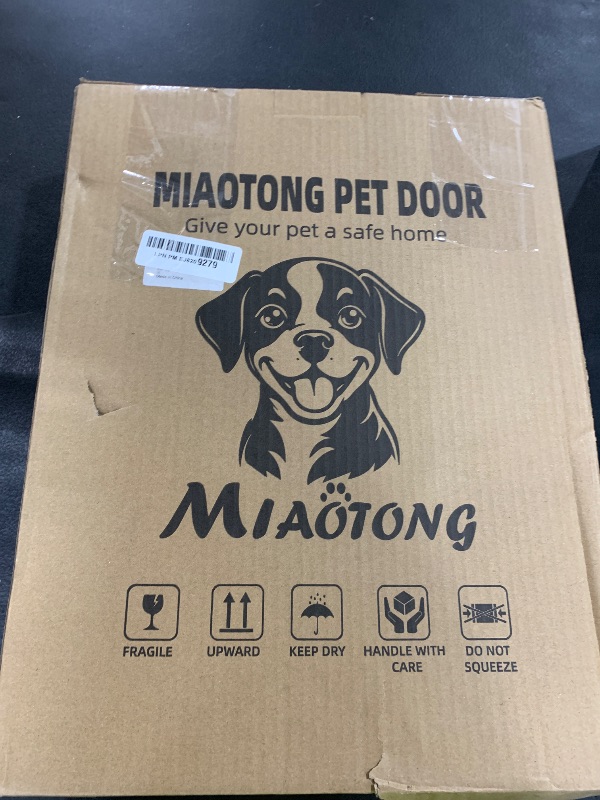 MIAOTONG PET DOOR
Give your pet a safe home
9279
MIAOTONG
FRAGILE
UPWARD
KEEP DRY
HANDLE WITH CARE
DO NOT SQUEEZE